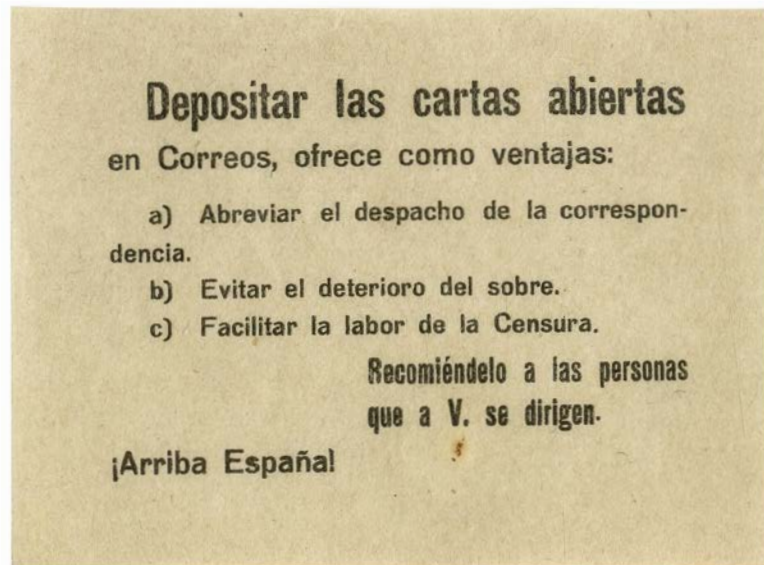 Depositar las cartas abiertas
en Correos, ofrece como ventajas:
a) Abreviar el despacho de la correspon-
dencia.
b) Evitar el deterioro del sobre.
c) Facilitar la labor de la Censura.
Recomiéndelo a las personas
que a V. se dirigen.
¡Arriba España!